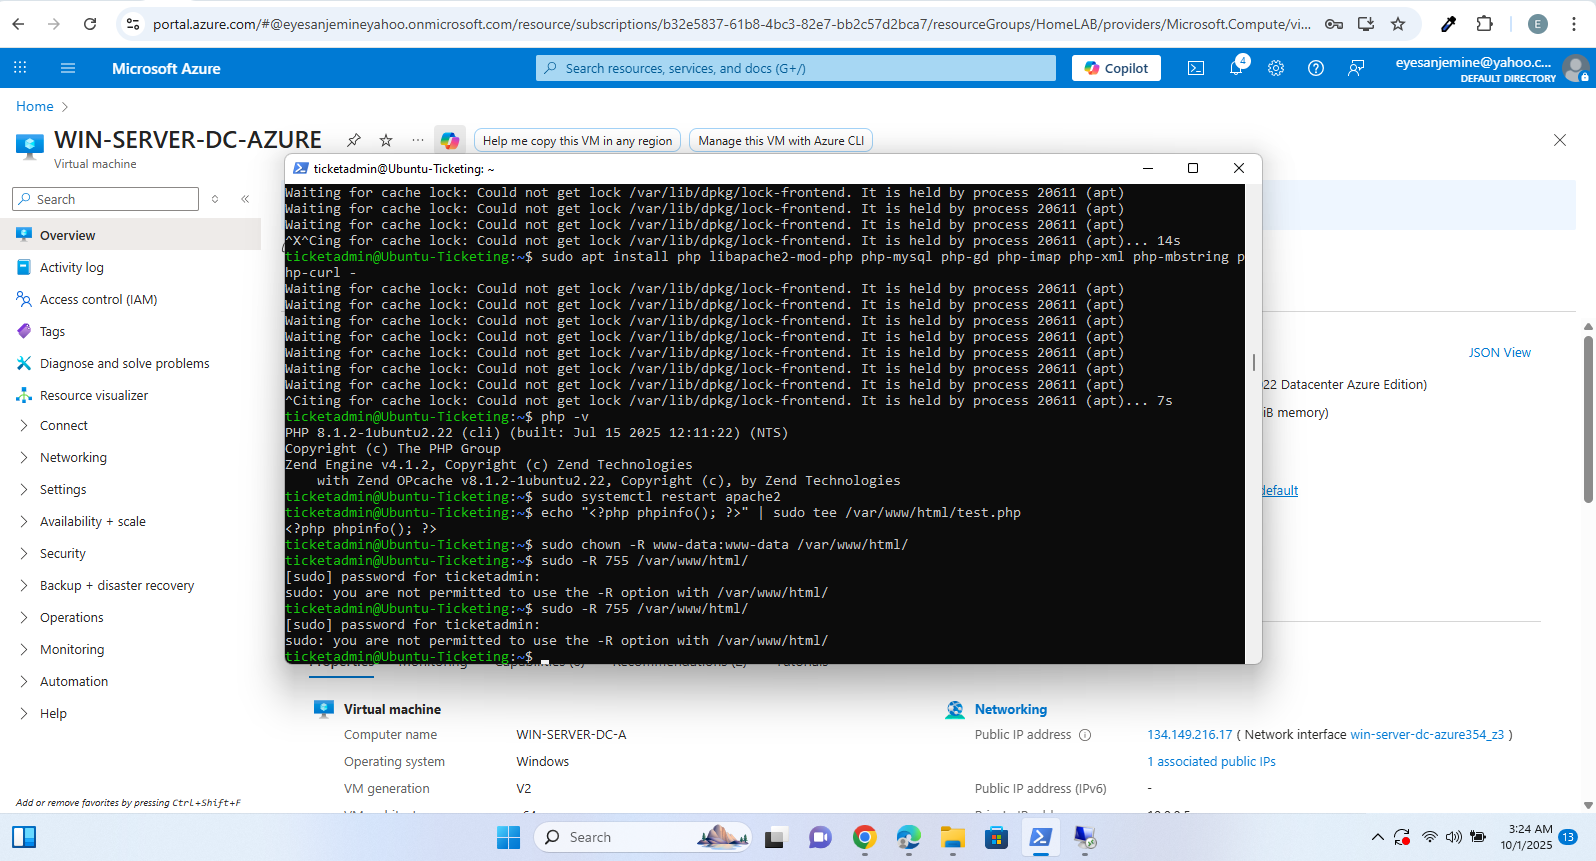 portal.azure.com/#@eyesanjemineyahoo.onmicrosoft.com/resource/subscriptions/b32e5837-61b8-4bc3-82e7-bb2c57d2bca7/resourceGroups/HomeLAB/providers/Microsoft.Compute/vi...
E
Microsoft Azure
Search resources, services, and docs (G+/)
Copilot
4
eyesanjemine@yahoo.c...
DEFAULT DIRECTORY
Home
WIN-SERVER-DC-AZURE
Virtual machine
Help me copy this VM in any region
Manage this VM with Azure CLI
Search
Overview
Activity log
Access control (IAM)
Tags
Diagnose and solve problems
Resource visualizer
Connect
Networking
Settings
Availability + scale
Security
Backup + disaster recovery
Operations
Monitoring
Automation
Help
Add or remove favorites by pressing Ctrl+Shift+F
ticketadmin@Ubuntu-Ticketing: ~
Waiting for cache lock: Could not get lock /var/lib/dpkg/lock-frontend. It is held by process 20611 (apt)
Waiting for cache lock: Could not get lock /var/lib/dpkg/lock-frontend. It is held by process 20611 (apt)
Waiting for cache lock: Could not get lock /var/lib/dpkg/lock-frontend. It is held by process 20611 (apt)
^X^Cing for cache lock: Could not get lock /var/lib/dpkg/lock-frontend. It is held by process 20611 (apt)... 14s
ticketadmin@Ubuntu-Ticketing:~$ sudo apt install php libapache2-mod-php php-mysql php-gd php-imap php-xml php-mbstring p
hp-curl -
Waiting for cache lock: Could not get lock /var/lib/dpkg/lock-frontend. It is held by process 20611 (apt)
Waiting for cache lock: Could not get lock /var/lib/dpkg/lock-frontend. It is held by process 20611 (apt)
Waiting for cache lock: Could not get lock /var/lib/dpkg/lock-frontend. It is held by process 20611 (apt)
Waiting for cache lock: Could not get lock /var/lib/dpkg/lock-frontend. It is held by process 20611 (apt)
Waiting for cache lock: Could not get lock /var/lib/dpkg/lock-frontend. It is held by process 20611 (apt)
Waiting for cache lock: Could not get lock /var/lib/dpkg/lock-frontend. It is held by process 20611 (apt)
Waiting for cache lock: Could not get lock /var/lib/dpkg/lock-frontend. It is held by process 20611 (apt)
^Citing for cache lock: Could not get lock /var/lib/dpkg/lock-frontend. It is held by process 20611 (apt)... 7s
ticketadmin@Ubuntu-Ticketing:~$ php -v
PHP 8.1.2-1ubuntu2.22 (cli) (built: Jul 15 2025 12:11:22) (NTS)
Copyright (c) The PHP Group
Zend Engine v4.1.2, Copyright (c) Zend Technologies
with Zend OPcache v8.1.2-1ubuntu2.22, Copyright (c), by Zend Technologies
ticketadmin@Ubuntu-Ticketing:~$ sudo systemctl restart apache2
ticketadmin@Ubuntu-Ticketing:~$ echo "<?php phpinfo(); ?>" | sudo tee /var/www/html/test.php
<?php phpinfo(); ?>
ticketadmin@Ubuntu-Ticketing:~$ sudo chown -R www-data:www-data /var/www/html/
ticketadmin@Ubuntu-Ticketing:~$ sudo -R 755 /var/www/html/
[sudo] password for ticketadmin:
sudo: you are not permitted to use the -R option with /var/www/html/
ticketadmin@Ubuntu-Ticketing:~$ sudo -R 755 /var/www/html/
[sudo] password for ticketadmin:
sudo: you are not permitted to use the -R option with /var/www/html/
ticketadmin@Ubuntu-Ticketing:~$
JSON View
22 Datacenter Azure Edition)
iB memory)
default
Virtual machine
Computer name WIN-SERVER-DC-A
Operating system Windows
VM generation V2
Networking
Public IP address 134.149.216.17 ( Network interface win-server-dc-azure354_z3 )
1 associated public IPs
Public IP address (IPv6) -
Search
3:24 AM
10/1/2025
13